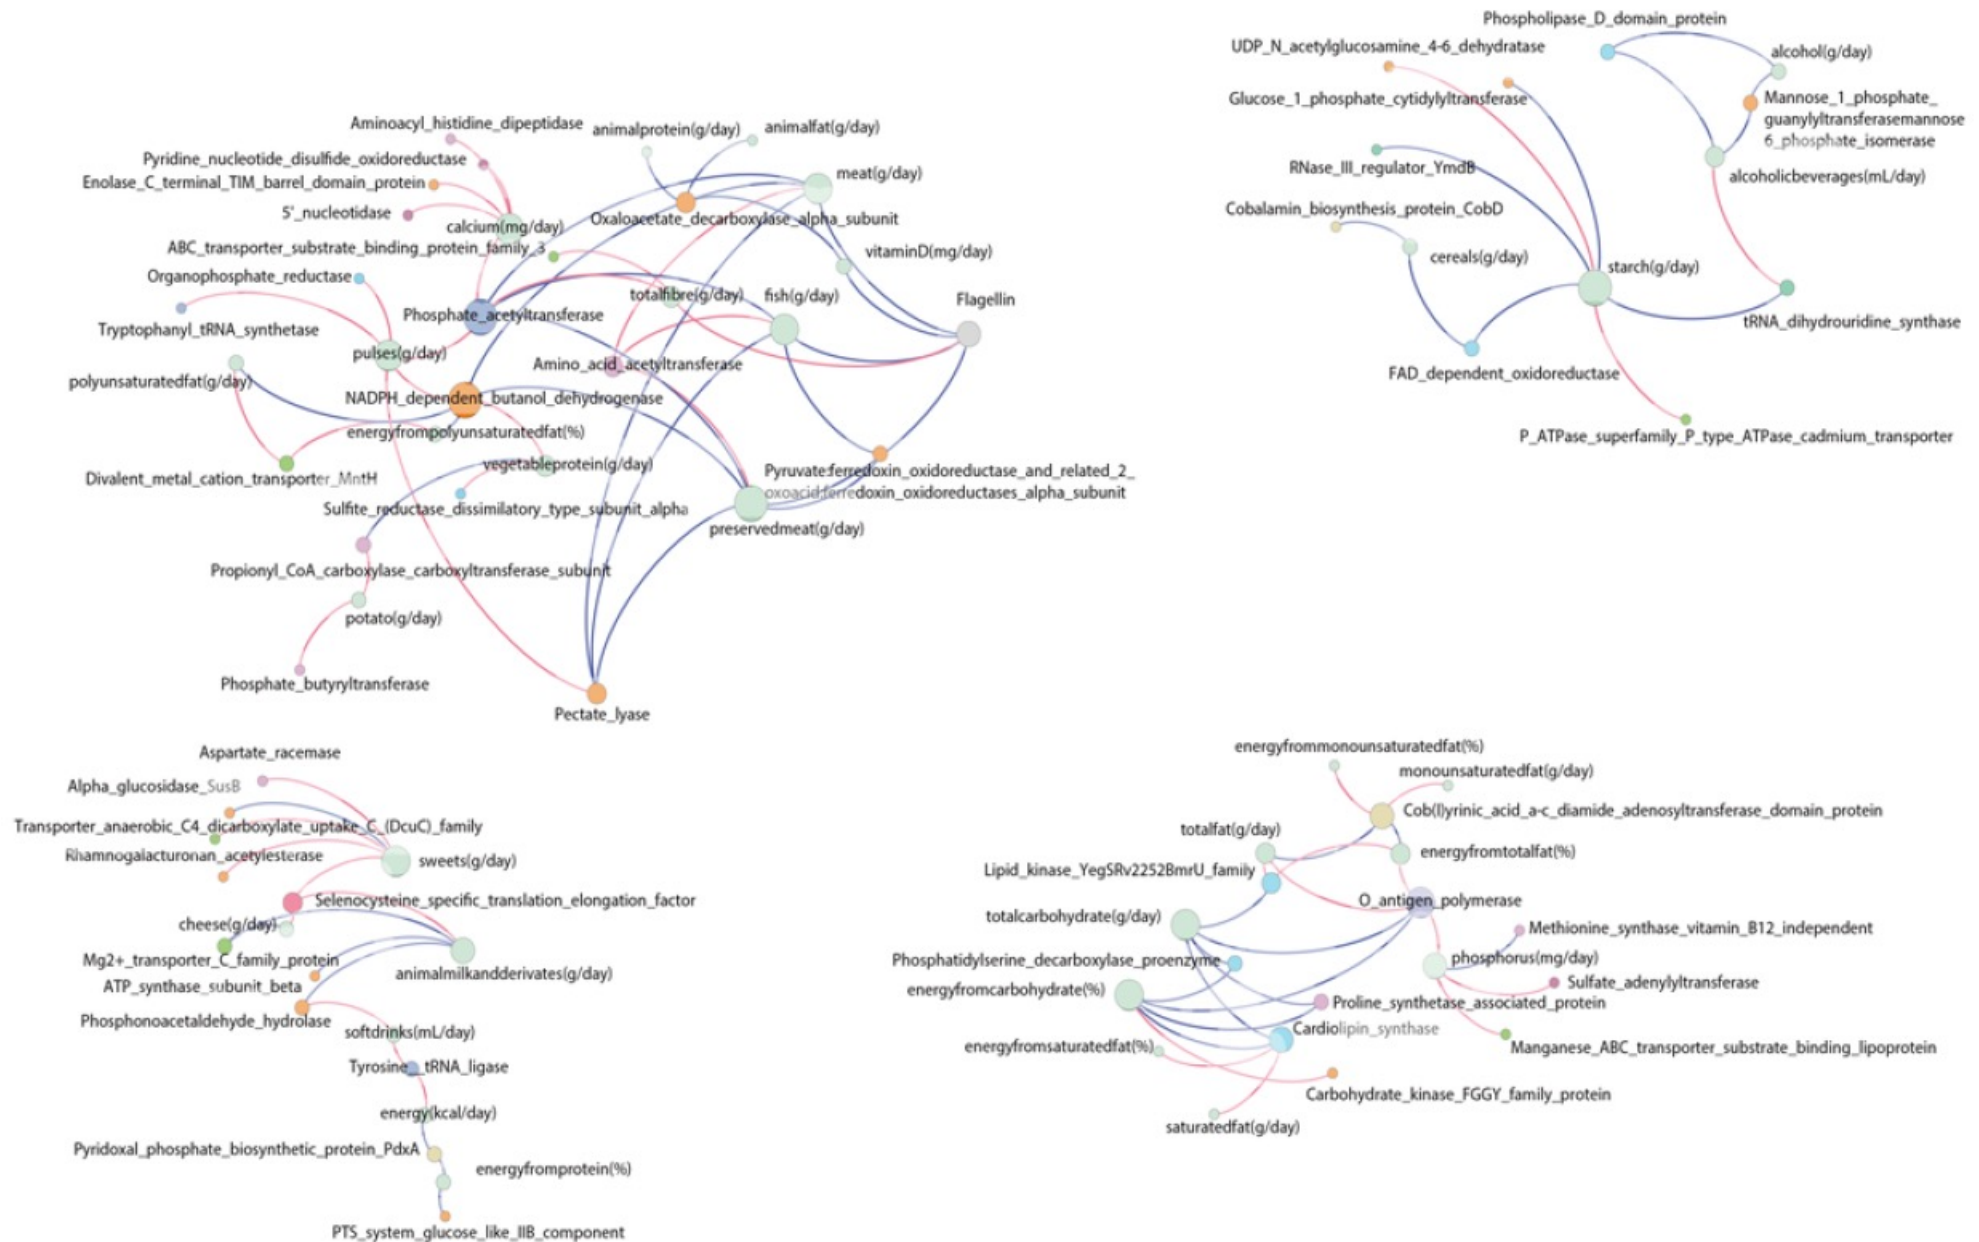 Aminoacyl_histidine_dipeptidase
animalprotein(g/day)
animalfat(g/day)
Pyridine_nucleotide_disulfide_oxidoreductase
meat(g/day)
Enolase_C_terminal_TIM_barrel_domain_protein
5'_nucleotidase
Oxaloacetate_decarboxylase_alpha_subunit
calcium(mg/day)
ABC_transporter_substrate_binding_protein_family_3
vitaminD(mg/day)
Organophosphate_reductase
totalfibre(g/day)
fish(g/day)
Flagellin
Phosphate_acetyltransferase
Tryptophanyl_tRNA_synthetase
pulses(g/day)
Amino_acid_acetyltransferase
polyunsaturatedfat(g/day)
NADPH_dependent_butanol_dehydrogenase
energyfrompolyunsaturatedfat(%)
vegetableprotein(g/day)
Pyruvate:ferredoxin_oxidoreductase_and_related_2_
oxoacid:ferredoxin_oxidoreductases_alpha_subunit
Divalent_metal_cation_transporter_MntH
Sulfite_reductase_dissimilatory_type_subunit_alpha
preservedmeat(g/day)
Propionyl_CoA_carboxylase_carboxyltransferase_subunit
potato(g/day)
Phosphate_butyryltransferase
Pectate_lyase
Phospholipase_D_domain_protein
UDP_N_acetylglucosamine_4-6_dehydratase
alcohol(g/day)
Glucose_1_phosphate_cytidylyltransferase
Mannose_1_phosphate_
guanylyltransferasemannose
6_phosphate_isomerase
RNase_III_regulator_YmdB
alcoholicbeverages(mL/day)
Cobalamin_biosynthesis_protein_CobD
cereals(g/day)
starch(g/day)
tRNA_dihydrouridine_synthase
FAD_dependent_oxidoreductase
P_ATPase_superfamily_P_type_ATPase_cadmium_transporter
Aspartate_racemase
Alpha_glucosidase_SusB
Transporter_anaerobic_C4_dicarboxylate_uptake_C_(DcuC)_family
Rhamnogalacturonan_acetylesterase
sweets(g/day)
Selenocysteine_specific_translation_elongation_factor
cheese(g/day)
Mg2+_transporter_C_family_protein
animalmilkandderivates(g/day)
ATP_synthase_subunit_beta
Phosphonoacetaldehyde_hydrolase
softdrinks(mL/day)
Tyrosine__tRNA_ligase
energy(kcal/day)
Pyridoxal_phosphate_biosynthetic_protein_PdxA
energyfromprotein(%)
PTS_system_glucose_like_IIB_component
energyfrommonounsaturatedfat(%)
monounsaturatedfat(g/day)
Cob(I)yrinic_acid_a-c_diamide_adenosyltransferase_domain_protein
totalfat(g/day)
energyfromtotalfat(%)
Lipid_kinase_YegSRv2252BmrU_family
O_antigen_polymerase
totalcarbohydrate(g/day)
Methionine_synthase_vitamin_B12_independent
Phosphatidylserine_decarboxylase_proenzyme
phosphorus(mg/day)
Sulfate_adenylyltransferase
energyfromcarbohydrate(%)
Proline_synthetase_associated_protein
Cardiolipin_synthase
energyfromsaturatedfat(%)
Manganese_ABC_transporter_substrate_binding_lipoprotein
Carbohydrate_kinase_FGGY_family_protein
saturatedfat(g/day)